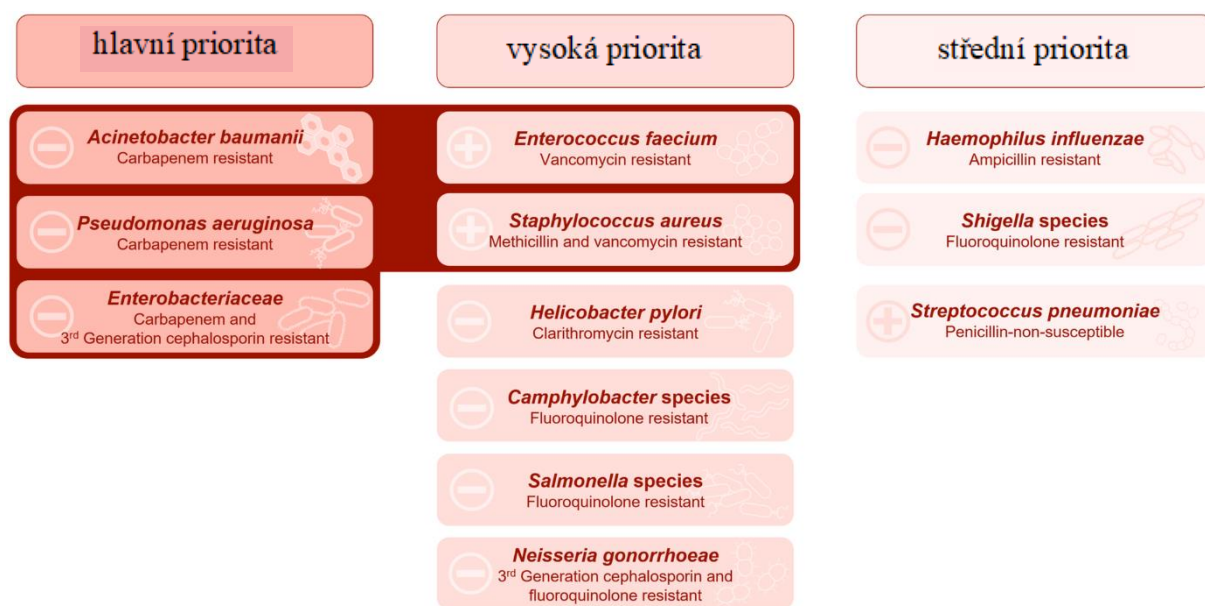 hlavní priorita
Acinetobacter baumanii
Carbapenem resistant
Pseudomonas aeruginosa
Carbapenem resistant
Enterobacteriaceae
Carbapenem and
3rd Generation cephalosporin resistant
vysoká priorita
Enterococcus faecium
Vancomycin resistant
Staphylococcus aureus
Methicillin and vancomycin resistant
Helicobacter pylori
Clarithromycin resistant
Camphylobacter species
Fluoroquinolone resistant
Salmonella species
Fluoroquinolone resistant
Neisseria gonorrhoeae
3rd Generation cephalosporin and
fluoroquinolone resistant
střední priorita
Haemophilus influenzae
Ampicillin resistant
Shigella species
Fluoroquinolone resistant
Streptococcus pneumoniae
Penicillin-non-susceptible